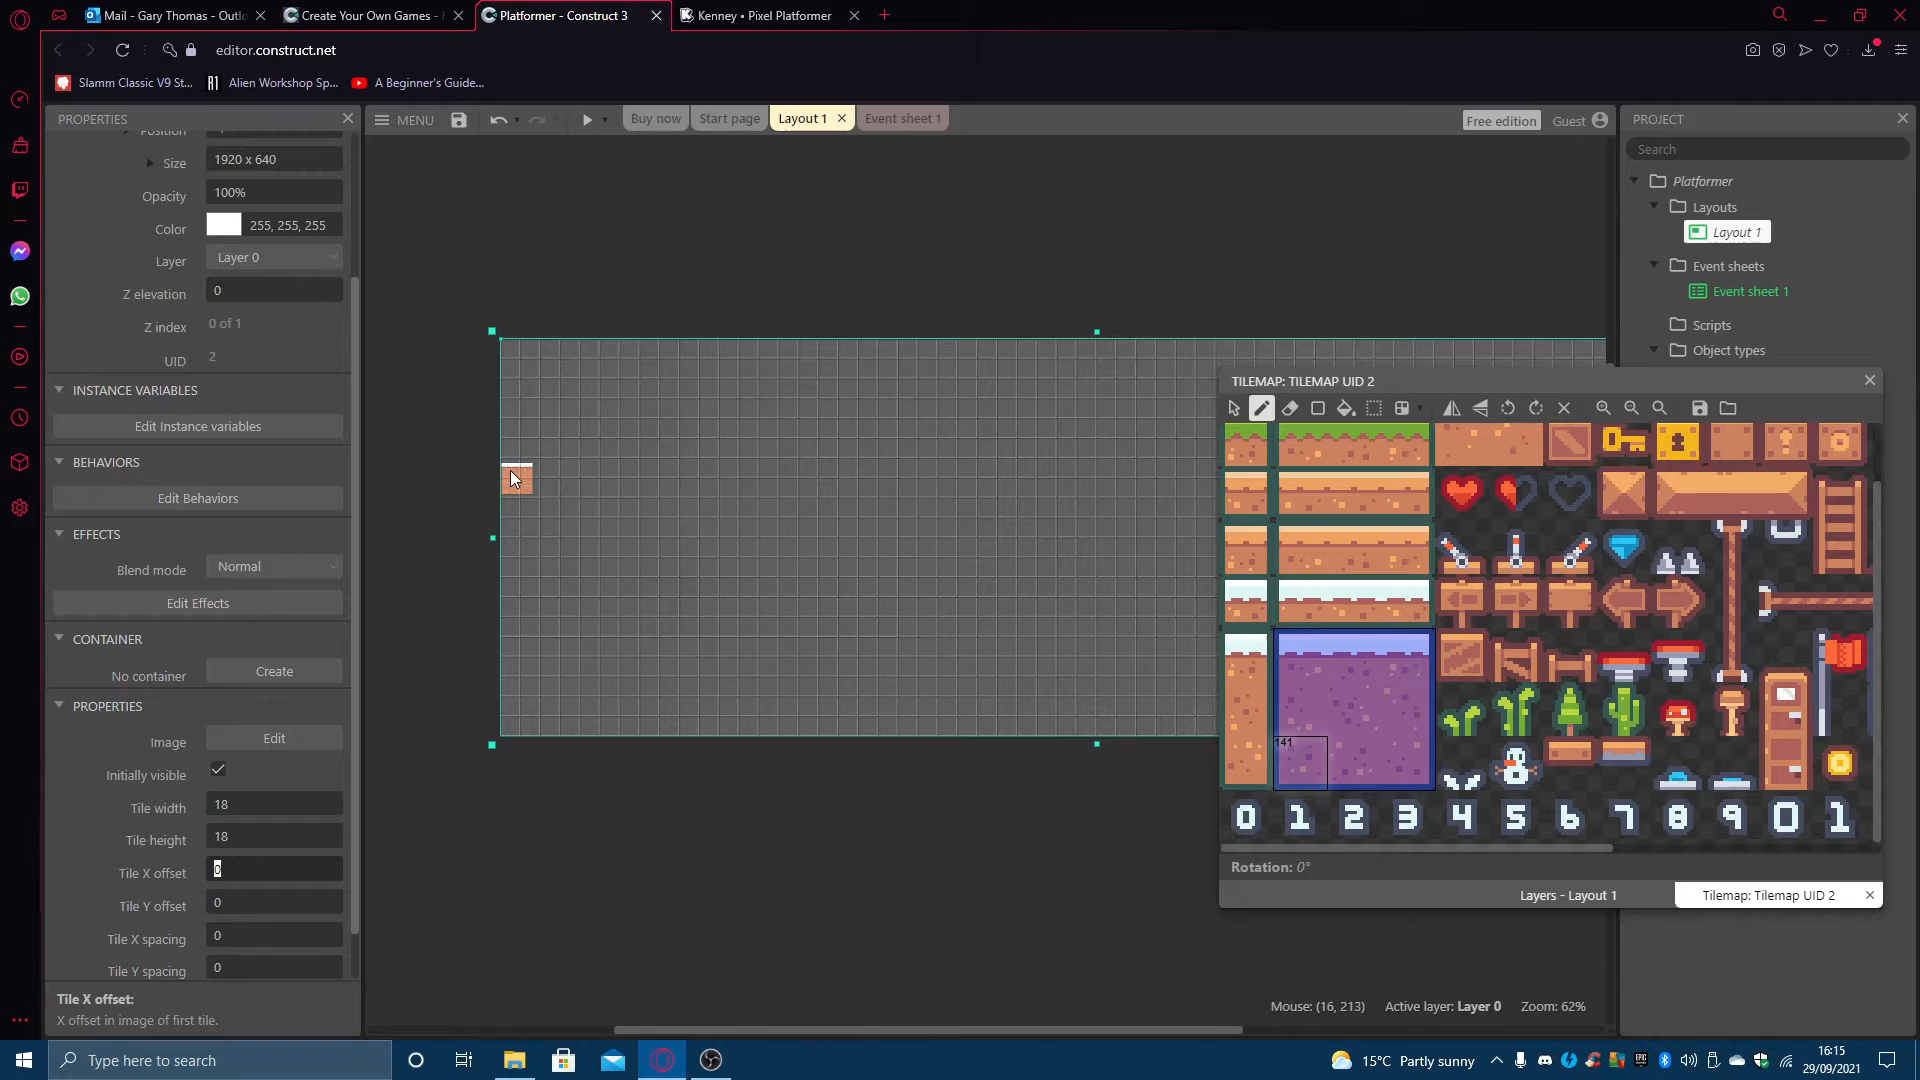 Mail - Gary Thomas - Outlo
Create Your Own Games - F
Platformer - Construct 3
Kenney • Pixel Platformer
editor.construct.net
Slamm Classic V9 St...
R1 Alien Workshop Sp...
A Beginner's Guide...
PROPERTIES
MENU
Buy now
Start page
Layout 1
Event sheet 1
Free edition
Guest
PROJECT
Search
Position
Size
1920 x 640
Opacity
100%
Color
255, 255, 255
Layer
Layer 0
Z elevation
0
Z index
0 of 1
UID
2
INSTANCE VARIABLES
Edit Instance variables
BEHAVIORS
Edit Behaviors
EFFECTS
Blend mode
Normal
Edit Effects
CONTAINER
No container
Create
PROPERTIES
Image
Edit
Initially visible
Tile width
18
Tile height
18
Tile X offset
0
Tile Y offset
0
Tile X spacing
0
Tile Y spacing
0
Tile X offset:
X offset in image of first tile.
Platformer
Layouts
Layout 1
Event sheets
Event sheet 1
Scripts
Object types
TILEMAP: TILEMAP UID 2
141
0 1 2 3 4 5 6 7 8 9 0 1
Rotation: 0°
Layers - Layout 1
Tilemap: Tilemap UID 2
Mouse: (16, 213)
Active layer: Layer 0
Zoom: 62%
Type here to search
15°C Partly sunny
16:15
29/09/2021